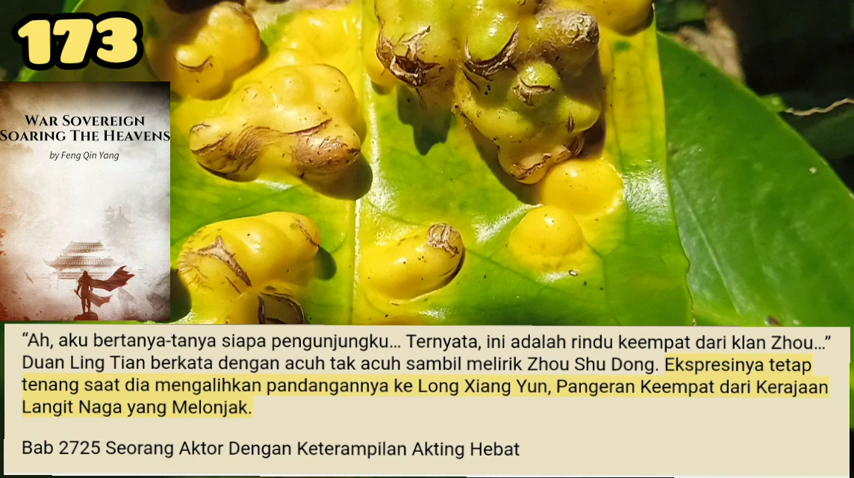 173
WAR SOVEREIGN
SOARING THE HEAVENS
by Feng Qin Yang
“Ah, aku bertanya-tanya siapa pengunjungku… Ternyata, ini adalah rindu keempat dari klan Zhou…”
Duan Ling Tian berkata dengan acuh tak acuh sambil melirik Zhou Shu Dong. Ekspresinya tetap
tenang saat dia mengalihkan pandangannya ke Long Xiang Yun, Pangeran Keempat dari Kerajaan
Langit Naga yang Melonjak.
Bab 2725 Seorang Aktor Dengan Keterampilan Akting Hebat